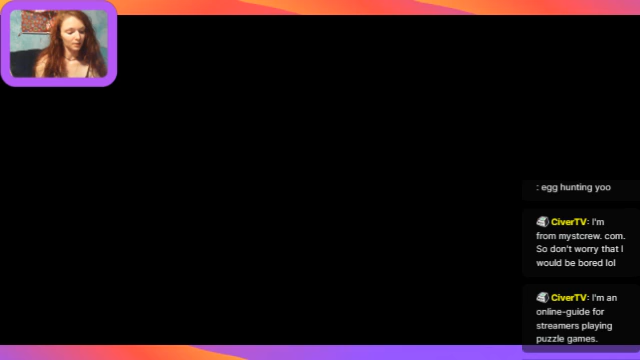 : egg hunting yoo
CiverTV: I'm
from mystcrew. com.
So don't worry that I
would be bored lol
CiverTV: I'm an
online-guide for
streamers playing
puzzle games.